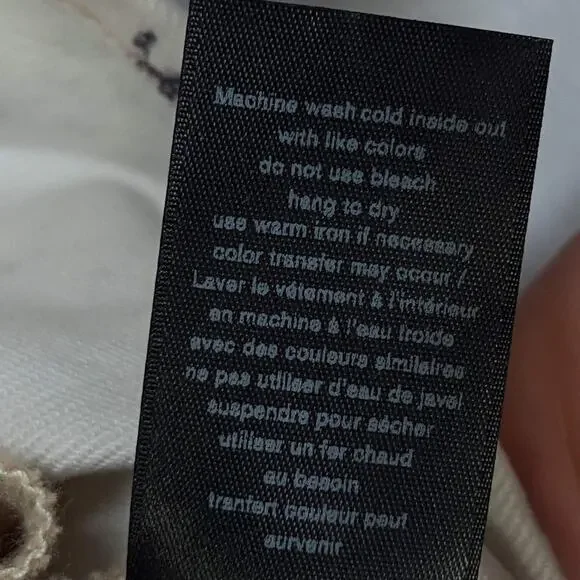 Machine wash cold inside out
with like colors
do not use bleach
hang to dry
use warm iron if necessary
color transfer may occur /
Laver le vétement à l'intérieur
en machine à l'eau froide
avec des couleurs similaires
ne pas utiliser d'eau de javel
suspendre pour sécher
utiliser un fer chaud
au besoin
tranfert couleur peut
survenir